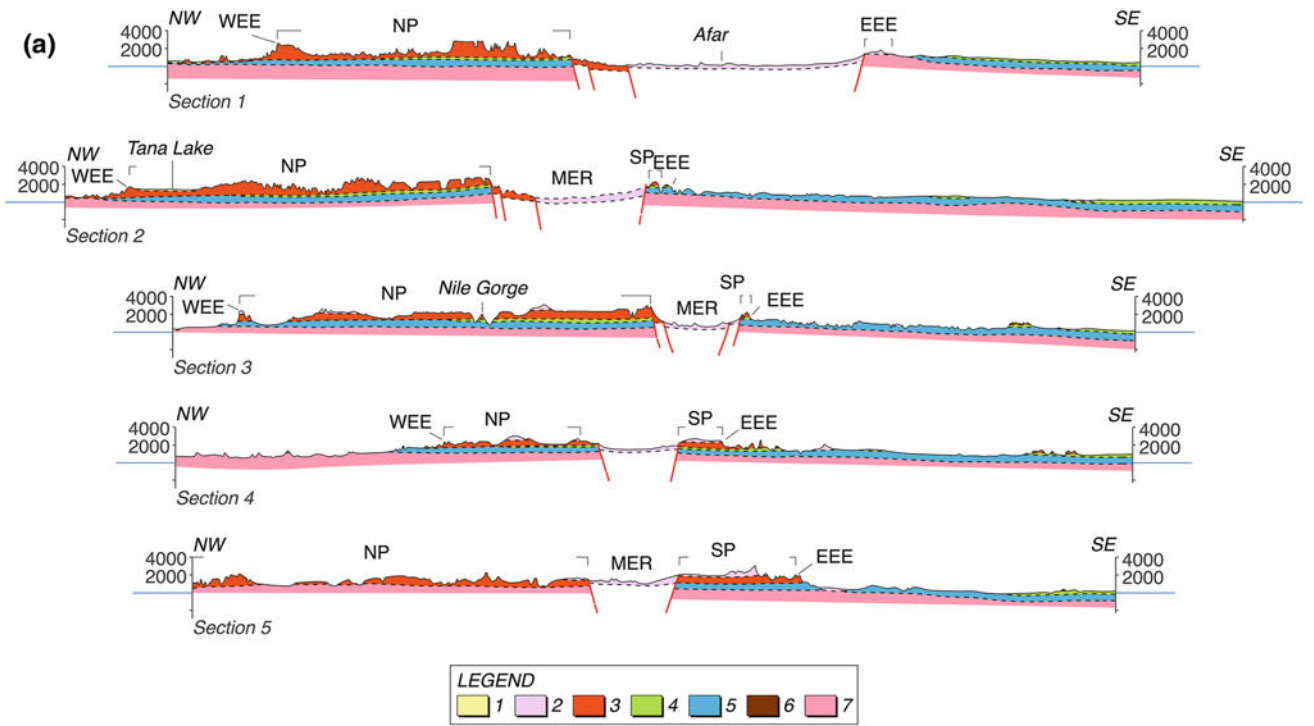 (a)
NW WEE NP Afar EEE SE
4000 4000
2000 2000
Section 1
NW Tana Lake NP MER SP EEE SE
4000 WEE 4000
2000 2000
Section 2
NW WEE NP Nile Gorge MER SP EEE SE
4000 4000
2000 2000
Section 3
NW WEE NP SP EEE SE
4000 4000
2000 2000
Section 4
NW NP MER SP EEE SE
4000 4000
2000 2000
Section 5
LEGEND
1 2 3 4 5 6 7